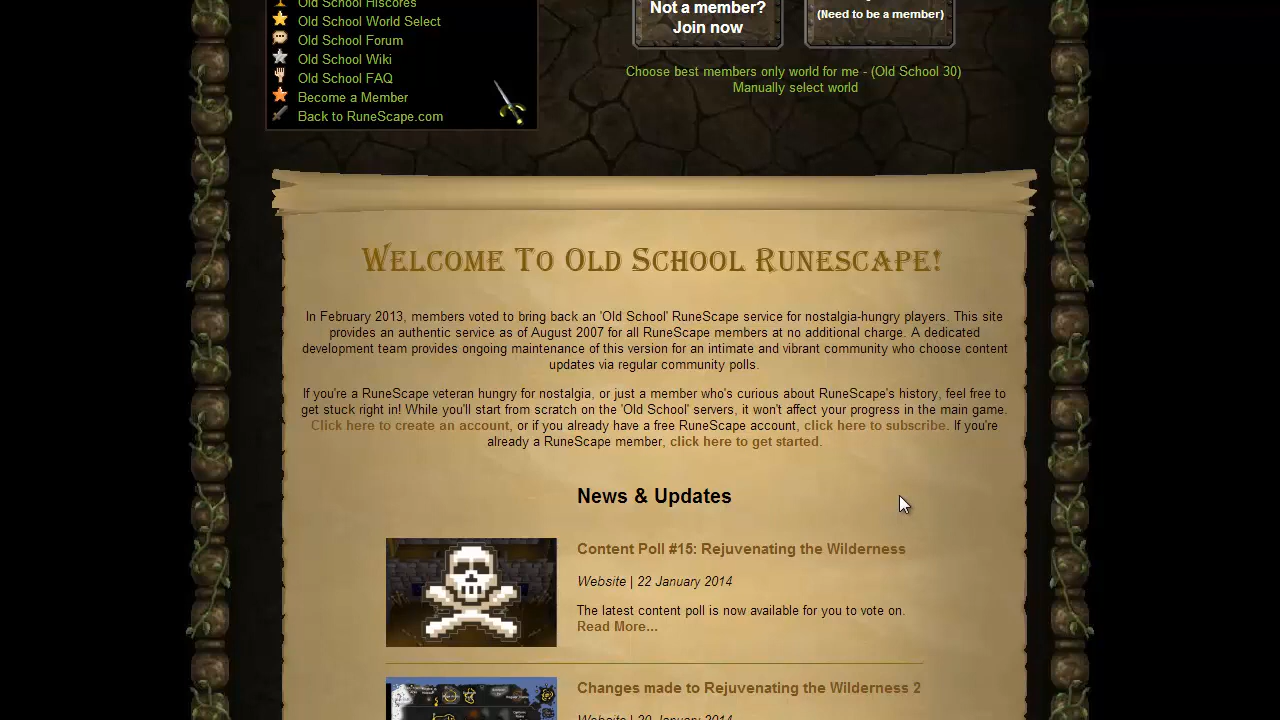 Old School Hiscores
Old School World Select
Old School Forum
Old School Wiki
Old School FAQ
Become a Member
Back to RuneScape.com
Not a member?
Join now
(Need to be a member)
Choose best members only world for me - (Old School 30)
Manually select world
WELCOME TO OLD SCHOOL RUNESCAPE!
In February 2013, members voted to bring back an 'Old School' RuneScape service for nostalgia-hungry players. This site
provides an authentic service as of August 2007 for all RuneScape members at no additional charge. A dedicated
development team provides ongoing maintenance of this version for an intimate and vibrant community who choose content
updates via regular community polls.
If you're a RuneScape veteran hungry for nostalgia, or just a member who's curious about RuneScape's history, feel free to
get stuck right in! While you'll start from scratch on the 'Old School' servers, it won't affect your progress in the main game.
Click here to create an account, or if you already have a free RuneScape account, click here to subscribe. If you're
already a RuneScape member, click here to get started.
News & Updates
Content Poll #15: Rejuvenating the Wilderness
Website | 22 January 2014
The latest content poll is now available for you to vote on.
Read More...
Changes made to Rejuvenating the Wilderness 2
Website | 20 January 2014